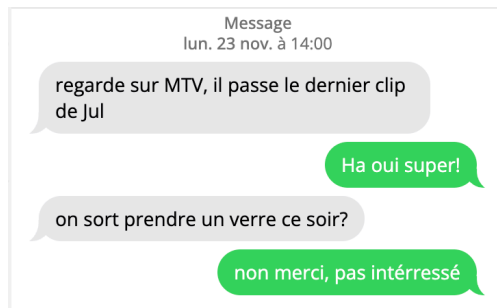 Message
lun. 23 nov. à 14:00
regarde sur MTV, il passe le dernier clip
de Jul
Ha oui super!
on sort prendre un verre ce soir?
non merci, pas intérressé